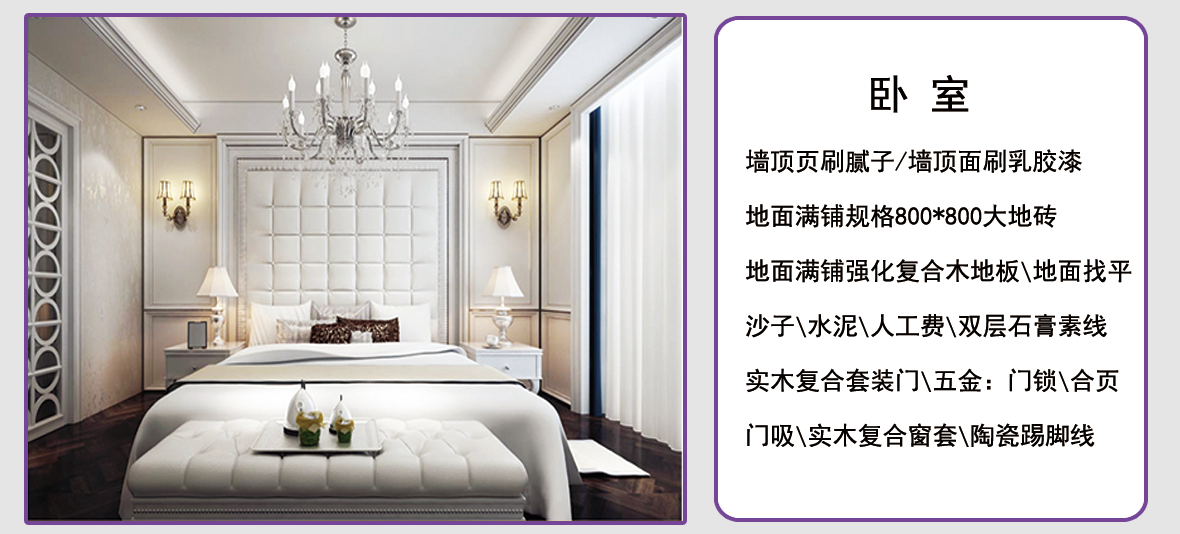 卧 室
墙顶页刷腻子/墙顶面刷乳胶漆
地面满铺规格800*800大地砖
地面满铺强化复合木地板\地面找平
沙子\水泥\人工费\双层石膏素线
实木复合套装门\五金：门锁\合页
门吸\实木复合窗套\陶瓷踢脚线